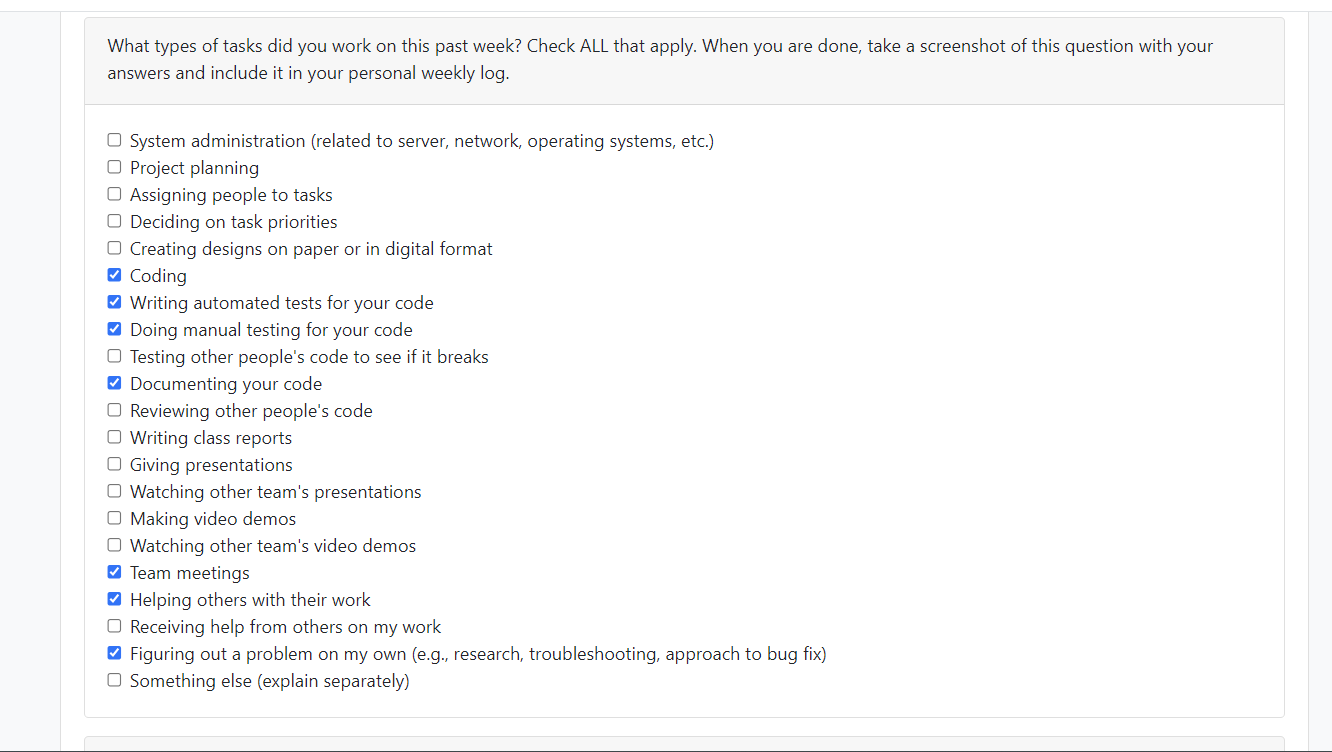 What types of tasks did you work on this past week? Check ALL that apply. When you are done, take a screenshot of this question with your
answers and include it in your personal weekly log.
System administration (related to server, network, operating systems, etc.)
Project planning
Assigning people to tasks
Deciding on task priorities
Creating designs on paper or in digital format
Coding
Writing automated tests for your code
Doing manual testing for your code
Testing other people's code to see if it breaks
Documenting your code
Reviewing other people's code
Writing class reports
Giving presentations
Watching other team's presentations
Making video demos
Watching other team's video demos
Team meetings
Helping others with their work
Receiving help from others on my work
Figuring out a problem on my own (e.g., research, troubleshooting, approach to bug fix)
Something else (explain separately)